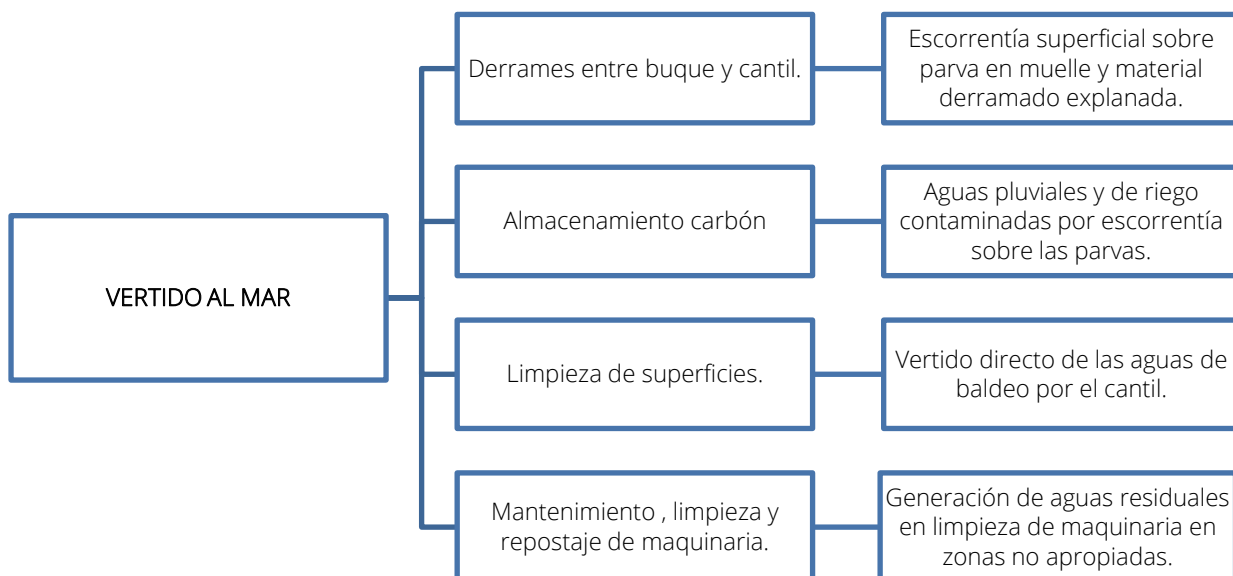 VERTIDO AL MAR
Derrames entre buque y cantil.
Escorrentía superficial sobre
parva en muelle y material
derramado explanada.
Almacenamiento carbón
Aguas pluviales y de riego
contaminadas por escorrentía
sobre las parvas.
Limpieza de superficies.
Vertido directo de las aguas de
baldeo por el cantil.
Mantenimiento , limpieza y
repostaje de maquinaria.
Generación de aguas residuales
en limpieza de maquinaria en
zonas no apropiadas.